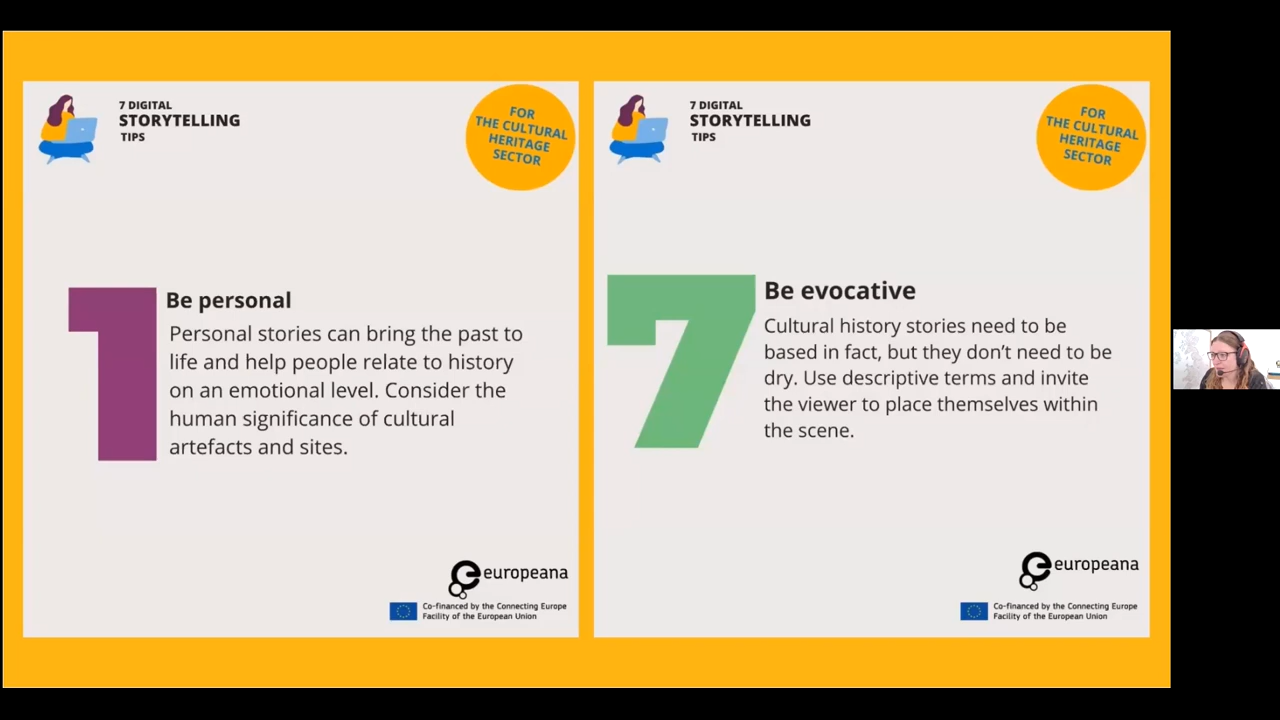 7 DIGITAL
STORYTELLING
TIPS
FOR
THE CULTURAL
HERITAGE
SECTOR
1
Be personal
Personal stories can bring the past to
life and help people relate to history
on an emotional level. Consider the
human significance of cultural
artefacts and sites.
europeana
Co-financed by the Connecting Europe
Facility of the European Union
7 DIGITAL
STORYTELLING
TIPS
FOR
THE CULTURAL
HERITAGE
SECTOR
7
Be evocative
Cultural history stories need to be
based in fact, but they don’t need to be
dry. Use descriptive terms and invite
the viewer to place themselves within
the scene.
europeana
Co-financed by the Connecting Europe
Facility of the European Union